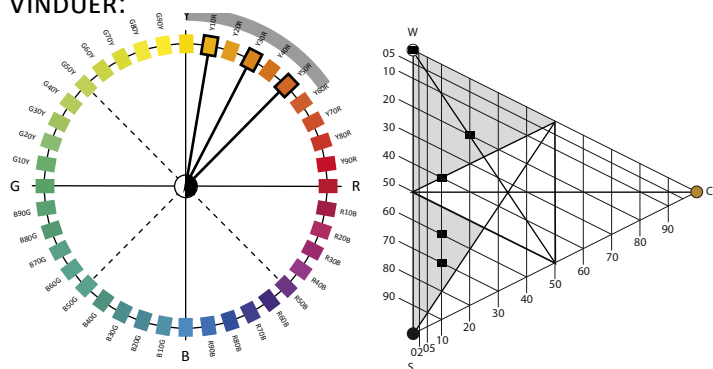 VINDUER:
Y
Y10R
Y20R
Y30R
Y40R
Y50R
Y60R
Y70R
Y80R
Y90R
R
R10B
R20B
R30B
R40B
R50B
R60B
R70B
R80B
R90B
B
B10G
B20G
B30G
B40G
B50G
B60G
B70G
B80G
B90G
G
G10Y
G20Y
G30Y
G40Y
G50Y
G60Y
G70Y
G80Y
G90Y
W
05
10
20
30
40
50
60
70
80
90
S
02
05
10
20
30
40
50
60
70
80
90
C